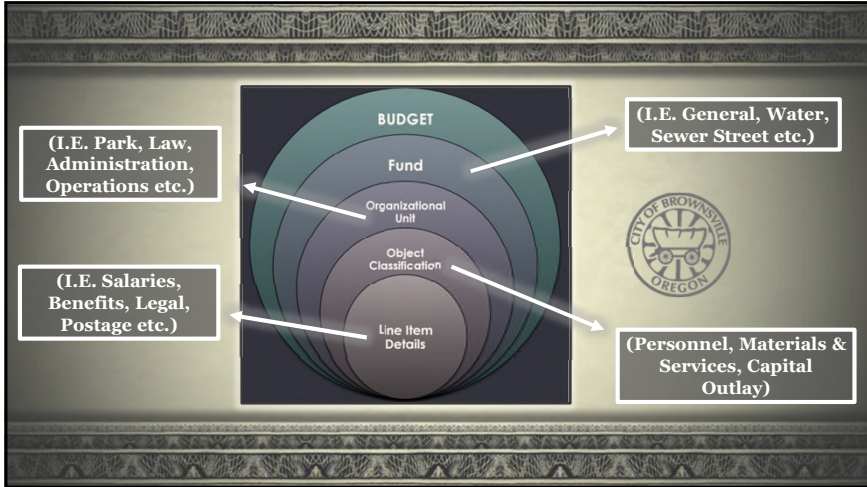 BUDGET
Fund
Organizational
Unit
Object
Classification
Line Item
Details
(I.E. Park, Law,
Administration,
Operations etc.)
(I.E. Salaries,
Benefits, Legal,
Postage etc.)
(I.E. General, Water,
Sewer Street etc.)
CITY OF BROWNSVILLE
OREGON
(Personnel, Materials &
Services, Capital
Outlay)